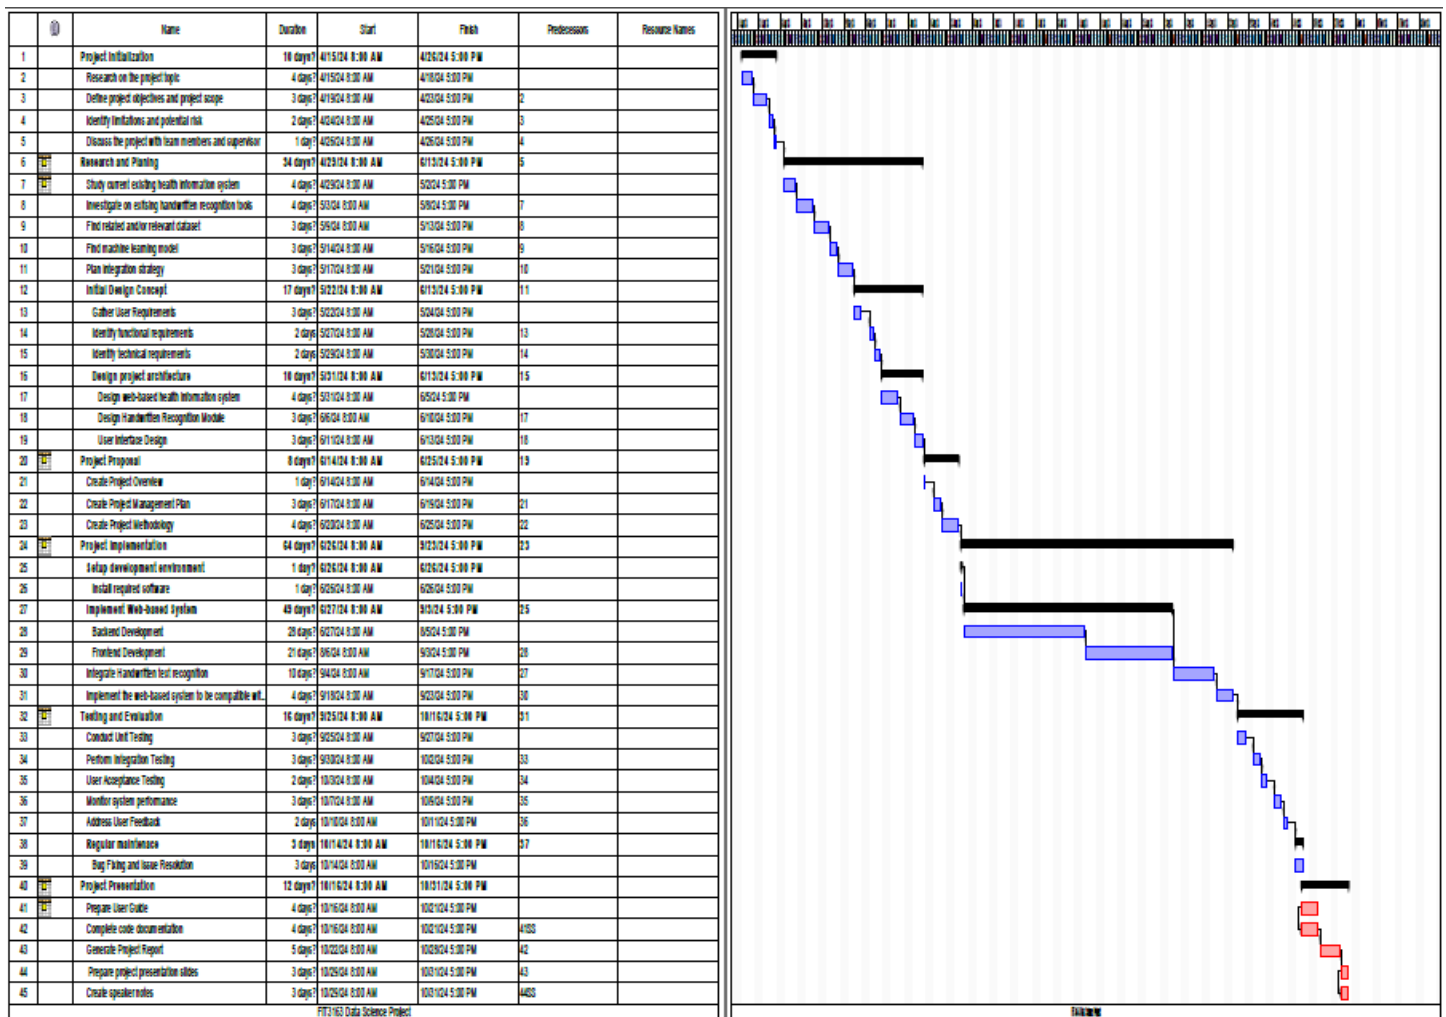 Name Duration Start Finish Predecessors Resource Names
1 Project Initialization 10 days? 4/15/24 8:00 AM 4/26/24 5:00 PM
2 Research on the project topic 4 days? 4/15/24 8:00 AM 4/18/24 5:00 PM
3 Define project objectives and project scope 3 days? 4/19/24 8:00 AM 4/23/24 5:00 PM 2
4 Identify limitations and potential risk 2 days? 4/24/24 8:00 AM 4/25/24 5:00 PM 3
5 Discuss the project with team members and supervisor 1 day? 4/26/24 8:00 AM 4/26/24 5:00 PM 4
6 Research and Planing 34 days? 4/29/24 8:00 AM 6/13/24 5:00 PM 5
7 Study current existing health information system 4 days? 4/29/24 8:00 AM 5/2/24 5:00 PM
8 Investigate on exitsing handwritten recognition tools 4 days? 5/3/24 8:00 AM 5/8/24 5:00 PM 7
9 Find related and/or relevant dataset 3 days? 5/9/24 8:00 AM 5/13/24 5:00 PM 8
10 Find machine learning model 3 days? 5/14/24 8:00 AM 5/16/24 5:00 PM 9
11 Plan integration strategy 3 days? 5/17/24 8:00 AM 5/21/24 5:00 PM 10
12 Initial Design Concept 17 days? 5/22/24 8:00 AM 6/13/24 5:00 PM 11
13 Gather User Requirements 3 days? 5/22/24 8:00 AM 5/24/24 5:00 PM
14 Identify functional requirements 2 days 5/27/24 8:00 AM 5/28/24 5:00 PM 13
15 Identify technical requirements 2 days 5/29/24 8:00 AM 5/30/24 5:00 PM 14
16 Design project architecture 10 days? 5/31/24 8:00 AM 6/13/24 5:00 PM 15
17 Design web-based health information system 4 days? 5/31/24 8:00 AM 6/5/24 5:00 PM
18 Design Handwritten Recognition Module 3 days? 6/6/24 8:00 AM 6/10/24 5:00 PM 17
19 User Interface Design 3 days? 6/11/24 8:00 AM 6/13/24 5:00 PM 18
20 Project Proposal 8 days? 6/14/24 8:00 AM 6/25/24 5:00 PM 19
21 Create Project Overview 1 day? 6/14/24 8:00 AM 6/14/24 5:00 PM
22 Create Project Management Plan 3 days? 6/17/24 8:00 AM 6/19/24 5:00 PM 21
23 Create Project Methodology 4 days? 6/20/24 8:00 AM 6/25/24 5:00 PM 22
24 Project Implementation 64 days? 6/26/24 8:00 AM 9/23/24 5:00 PM 23
25 Setup development environment 1 day? 6/26/24 8:00 AM 6/26/24 5:00 PM
26 Install required software 1 day? 6/26/24 8:00 AM 6/26/24 5:00 PM
27 Implement Web-based System 49 days? 6/27/24 8:00 AM 9/3/24 5:00 PM 25
28 Backend Development 28 days? 6/27/24 8:00 AM 8/5/24 5:00 PM
29 Frontend Development 21 days? 8/6/24 8:00 AM 9/3/24 5:00 PM 28
30 Integrate Handwritten text recognition 10 days? 9/4/24 8:00 AM 9/17/24 5:00 PM 27
31 Implement the web-based system to be compatible wit... 4 days? 9/18/24 8:00 AM 9/23/24 5:00 PM 30
32 Testing and Evaluation 16 days? 9/25/24 8:00 AM 10/16/24 5:00 PM 31
33 Conduct Unit Testing 3 days? 9/25/24 8:00 AM 9/27/24 5:00 PM
34 Perform Integration Testing 3 days? 9/30/24 8:00 AM 10/2/24 5:00 PM 33
35 User Acceptance Testing 2 days? 10/3/24 8:00 AM 10/4/24 5:00 PM 34
36 Monitor system performance 3 days? 10/7/24 8:00 AM 10/9/24 5:00 PM 35
37 Address User Feedback 2 days 10/10/24 8:00 AM 10/11/24 5:00 PM 36
38 Regular maintenace 3 days 10/14/24 8:00 AM 10/16/24 5:00 PM 37
39 Bug Fixing and Issue Resolution 3 days 10/14/24 8:00 AM 10/16/24 5:00 PM
40 Project Presentation 12 days? 10/16/24 8:00 AM 10/31/24 5:00 PM
41 Prepare User Guide 4 days? 10/16/24 8:00 AM 10/21/24 5:00 PM
42 Complete code documentation 4 days? 10/16/24 8:00 AM 10/21/24 5:00 PM 41SS
43 Generate Project Report 5 days? 10/22/24 8:00 AM 10/28/24 5:00 PM 42
44 Prepare project presentation slides 3 days? 10/29/24 8:00 AM 10/31/24 5:00 PM 43
45 Create speaker notes 3 days? 10/29/24 8:00 AM 10/31/24 5:00 PM 44SS
FIT3163 Data Science Project